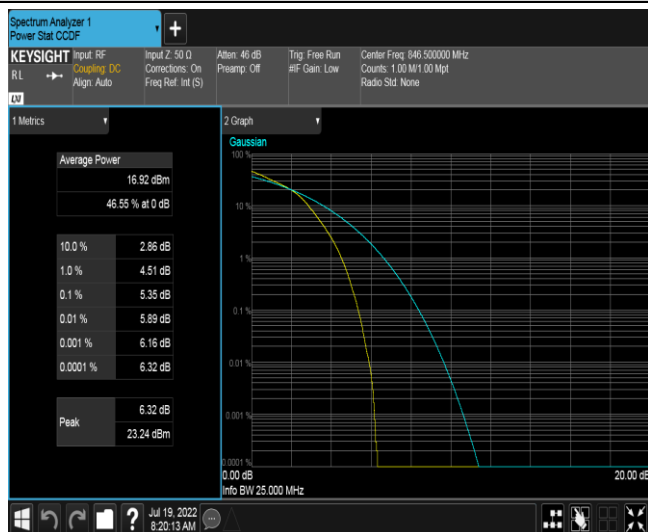 Spectrum Analyzer 1
Power Stat CCDF
KEYSIGHT
RL
Input: RF
Coupling: DC
Align: Auto
Input Z: 50 Ω
Corrections: On
Freq Ref: Int (S)
Atten: 46 dB
Preamp: Off
Trig: Free Run
#IF Gain: Low
Center Freq: 846.500000 MHz
Counts: 1.00 M/1.00 Mpt
Radio Std: None
LXI
1 Metrics
Average Power
16.92 dBm
46.55 % at 0 dB
10.0 % 2.86 dB
1.0 % 4.51 dB
0.1 % 5.35 dB
0.01 % 5.89 dB
0.001 % 6.16 dB
0.0001 % 6.32 dB
Peak
6.32 dB
23.24 dBm
2 Graph
Gaussian
100 %
10 %
1 %
0.1 %
0.01 %
0.001 %
0.0001 %
0.00 dB
20.00 dB
Info BW 25.000 MHz
?
Jul 19, 2022
8:20:13 AM